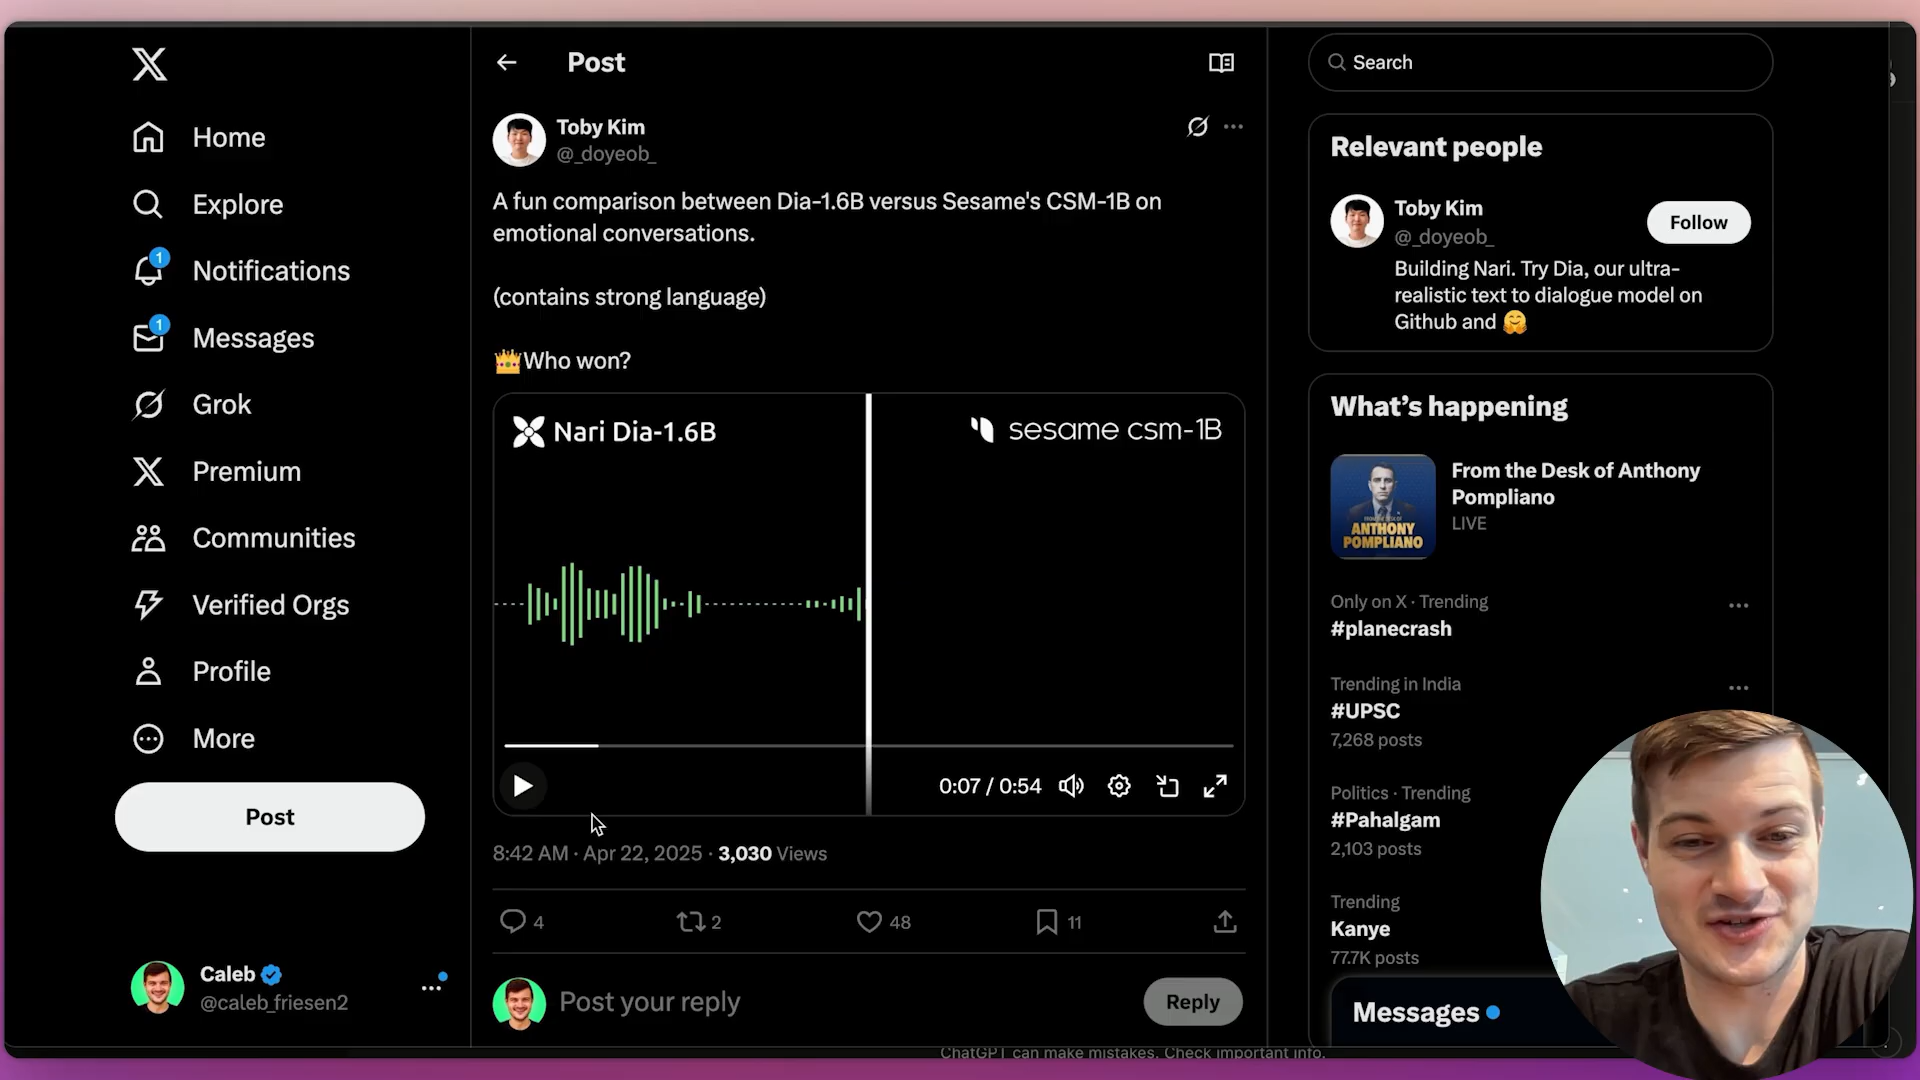 Home
Explore
1
Notifications
1
Messages
Grok
Premium
Communities
Verified Orgs
Profile
More
Post
Caleb
@caleb_friesen2
Post
Toby Kim
@_doyeob_
A fun comparison between Dia-1.6B versus Sesame's CSM-1B on
emotional conversations.
(contains strong language)
👑Who won?
Nari Dia-1.6B
sesame csm-1B
0:07 / 0:54
8:42 AM · Apr 22, 2025 · 3,030 Views
4
2
48
11
Post your reply
Reply
ChatGPT can make mistakes. Check important info.
Search
Relevant people
Toby Kim
@_doyeob_
Follow
Building Nari. Try Dia, our ultra-
realistic text to dialogue model on
Github and 🤗
What's happening
ANTHONY
POMPLIANO
From the Desk of Anthony
Pompliano
LIVE
Only on X · Trending
#planecrash
Trending in India
#UPSC
7,268 posts
Politics · Trending
#Pahalgam
2,103 posts
Trending
Kanye
77.7K posts
Messages